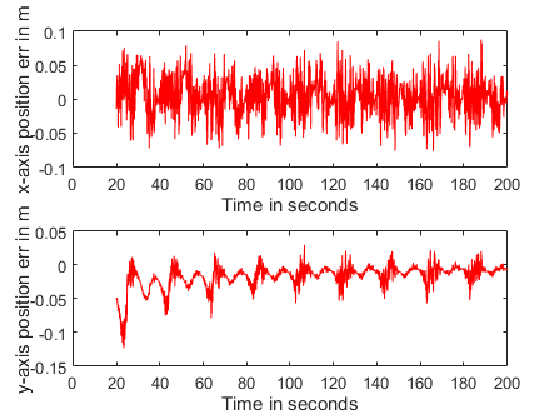 x-axis position err in m
0.1
0.05
0
-0.05
-0.1
0 20 40 60 80 100 120 140 160 180 200
Time in seconds
y-axis position err in m
0.05
0
-0.05
-0.1
-0.15
0 20 40 60 80 100 120 140 160 180 200
Time in seconds